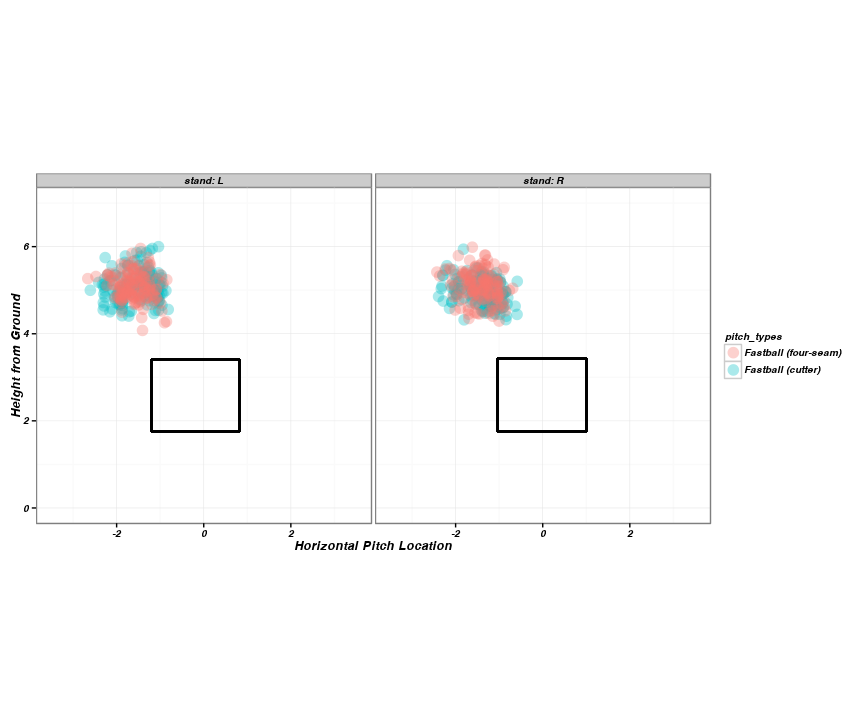 stand: L
stand: R
6
4
2
0
Height from Ground
-2
0
2
-2
0
2
Horizontal Pitch Location
pitch_types
Fastball (four-seam)
Fastball (cutter)